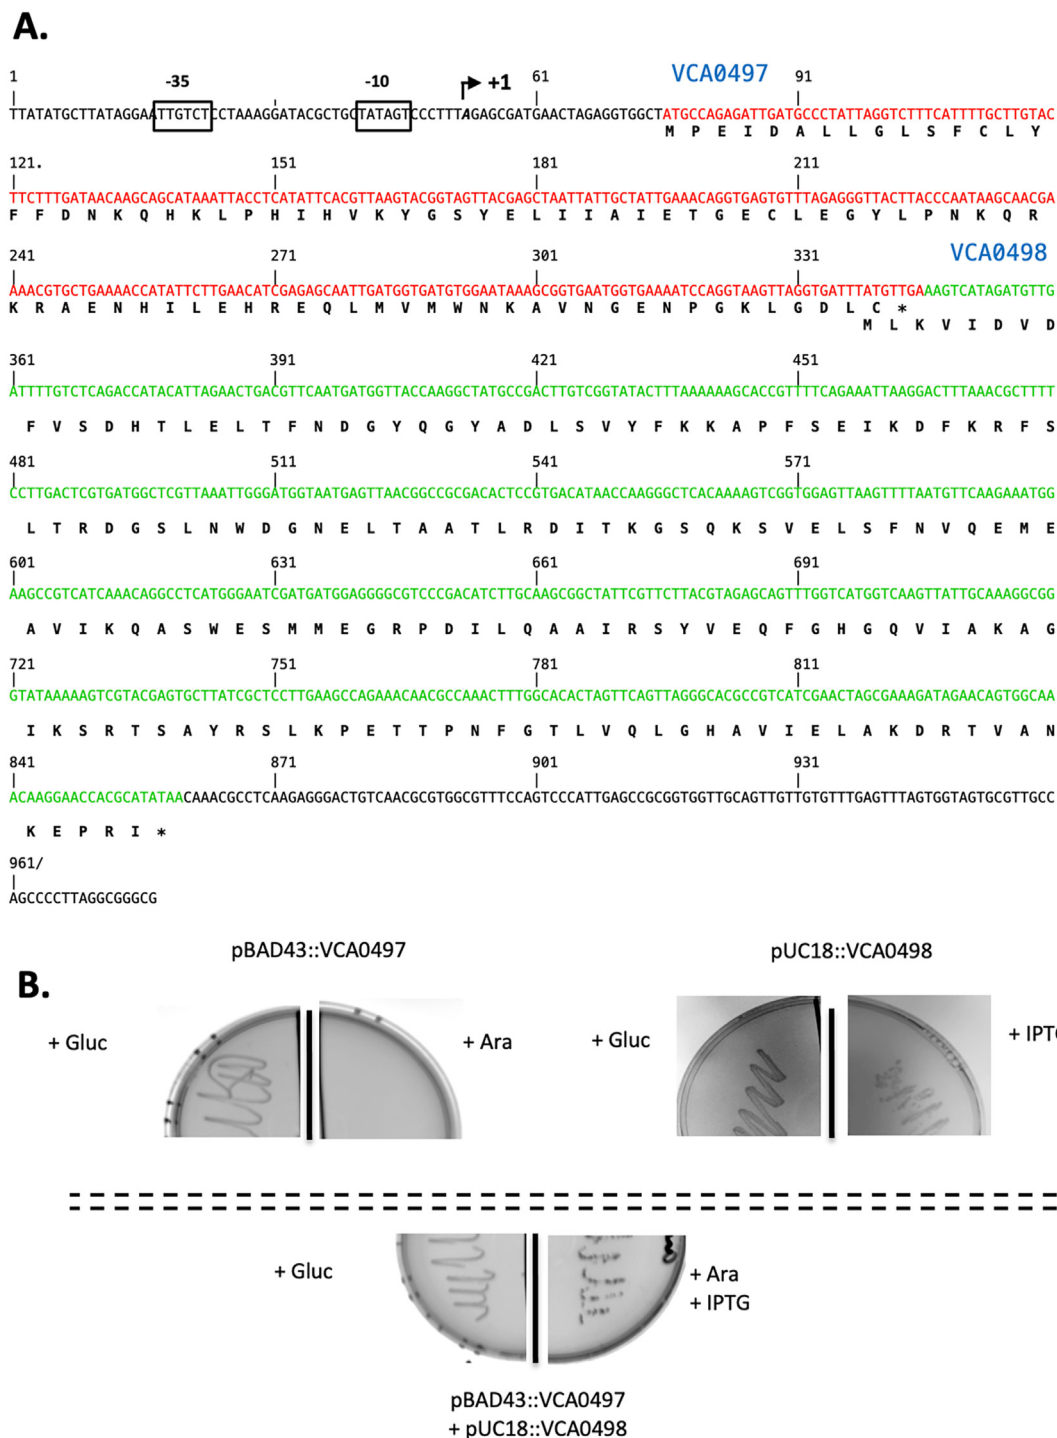 A.
1 -35 -10 +1 61 VCA0497 91
TTATATGCTTATAGGAATTGTCTCCTAAAGGATACGCTGCTATAGTCCCTTTAGAGCGATGAACTAGAGGTGGCTATGCCAGAGATTGATGCCCTATTAGGTCTTTCATTTTGCTTGTAC
M P E I D A L L G L S F C L Y
121. 151 181 211
TTCTTTGATAACAAGCAGCATAAATTACCTCATATTCACGTTAAGTACGGTAGTTACGAGCTAATTATTGCTATTGAAACAGGTGAGTGTTTAGAGGGTTACTTACCCAATAAGCAACGA
F F D N K Q H K L P H I H V K Y G S Y E L I I A I E T G E C L E G Y L P N K Q R
241 271 301 331 VCA0498
AAACGTGCTGAAAACCATATTCTTGAACATCGAGAGCAATTGATGGTGATGTGGAATAAAGCGGTGAATGGTGAAAATCCAGGTAAGTTAGGTGATTTATGTTGAAAGTCATAGATGTTG
K R A E N H I L E H R E Q L M V M W N K A V N G E N P G K L G D L C *
M L K V I D V D
361 391 421 451
ATTTTGTCTCAGACCATACATTAGAACTGACGTTCAATGATGGTTACCAAGGCTATGCCGACTTGTCGGTATACTTTAAAAAAGCACCGTTTTCAGAAATTAAGGACTTTAAACGCTTTT
F V S D H T L E L T F N D G Y Q G Y A D L S V Y F K K A P F S E I K D F K R F S
481 511 541 571
CCTTGACTCGTGATGGCTCGTTAAATTGGGATGGTAATGAGTTAACGGCCGCGACACTCCGTGACATAACCAAGGGCTCACAAAAGTCGGTGGAGTTAAGTTTTAATGTTCAAGAAATGG
L T R D G S L N W D G N E L T A A T L R D I T K G S Q K S V E L S F N V Q E M E
601 631 661 691
AAGCCGTCATCAAACAGGCCTCATGGGAATCGATGATGGAGGGGCGTCCCGACATCTTGCAAGCGGCTATTCGTTCTTACGTAGAGCAGTTTGGTCATGGTCAAGTTATTGCAAAGGCGG
A V I K Q A S W E S M M E G R P D I L Q A A I R S Y V E Q F G H G Q V I A K A G
721 751 781 811
GTATAAAAAGTCGTACGAGTGCTTATCGCTCCTTGAAGCCAGAAACAACGCCAAACTTTGGCACACTAGTTCAGTTAGGGCACGCCGTCATCGAACTAGCGAAAGATAGAACAGTGGCAA
I K S R T S A Y R S L K P E T T P N F G T L V Q L G H A V I E L A K D R T V A N
841 871 901 931
ACAAGGAACCACGCATATAACAAACGCCTCAAGAGGGACTGTCAACGCGTGGCGTTTCCAGTCCCATTGAGCCGCGGTGGTTGCAGTTGTTGTGTTTGAGTTTAGTGGTAGTGCGTTGCC
K E P R I *
961/
AGCCCCTTAGGCGGGCG
pBAD43::VCA0497 pUC18::VCA0498
B.
+ Gluc + Ara + Gluc + IPTG
+ Gluc + Ara
+ IPTG
pBAD43::VCA0497
+ pUC18::VCA0498